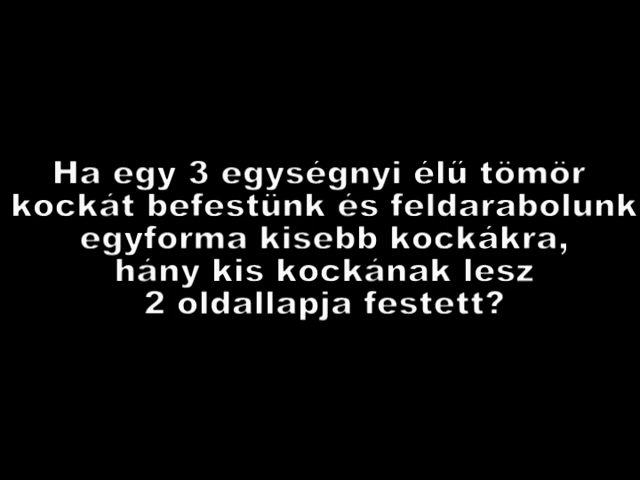 Ha egy 3 egységnyi élű tömör
kockát befestünk és feldarabolunk
egyforma kisebb kockákra,
hány kis kockának lesz
2 oldallapja festett?